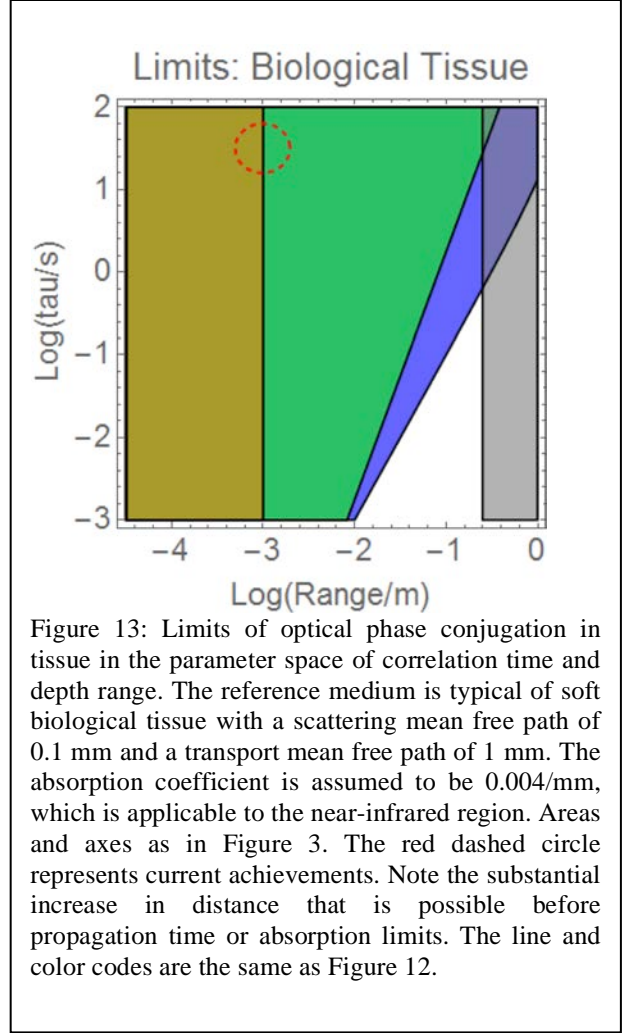 Limits: Biological Tissue
2
1
0
−1
−2
−3
Log(tau/s)
−4 −3 −2 −1 0
Log(Range/m)
Figure 13: Limits of optical phase conjugation in
tissue in the parameter space of correlation time and
depth range. The reference medium is typical of soft
biological tissue with a scattering mean free path of
0.1 mm and a transport mean free path of 1 mm. The
absorption coefficient is assumed to be 0.004/mm,
which is applicable to the near-infrared region. Areas
and axes as in Figure 3. The red dashed circle
represents current achievements. Note the substantial
increase in distance that is possible before
propagation time or absorption limits. The line and
color codes are the same as Figure 12.